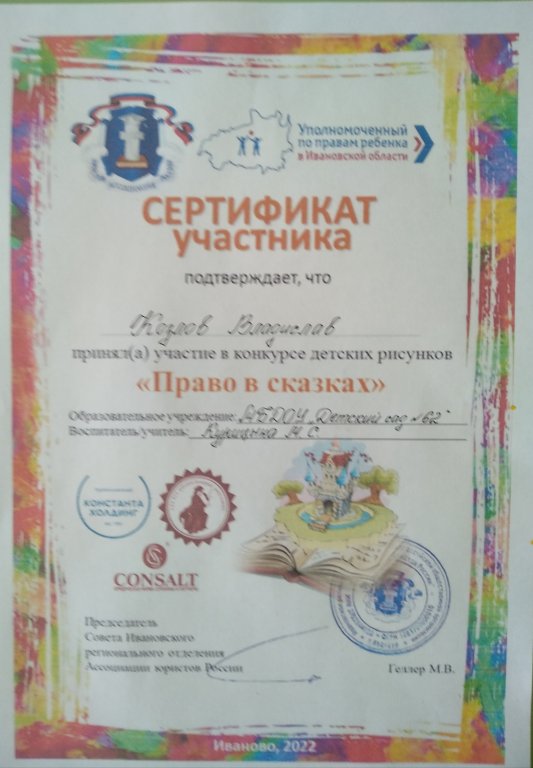 Уполномоченный
по правам ребенка
в Ивановской области
СЕРТИФИКАТ
участника
подтверждает, что
Козлов Владислав
принял(а) участие в конкурсе детских рисунков
«Право в сказках»
Образовательное учреждение: МБДОУ „Детский сад №62"
Воспитатель/учитель: М. С.
КОНСТАНТА
ХОЛДИНГ
CONSALT
Председатель
Совета Ивановского
регионального отделения
Ассоциации юристов России
Геллер М.В.
Иваново, 2022